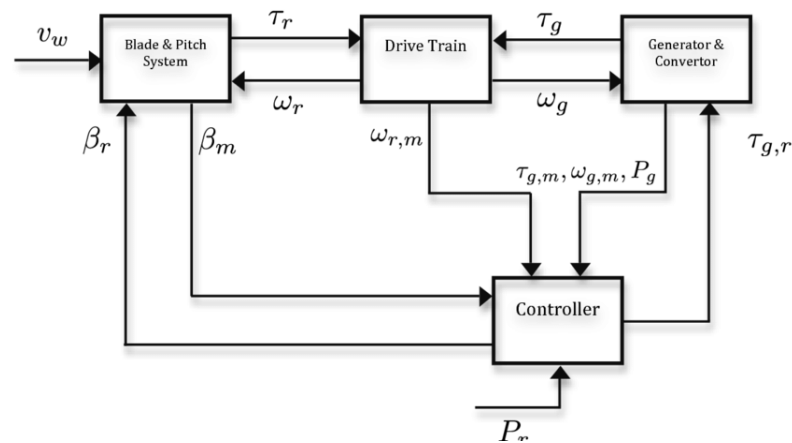 v_w
Blade & Pitch
System
τ_r
Drive Train
τ_g
Generator &
Convertor
ω_r
ω_g
β_r
β_m
ω_{r,m}
τ_{g,r}
τ_{g,m}, ω_{g,m}, P_g
Controller
P_r